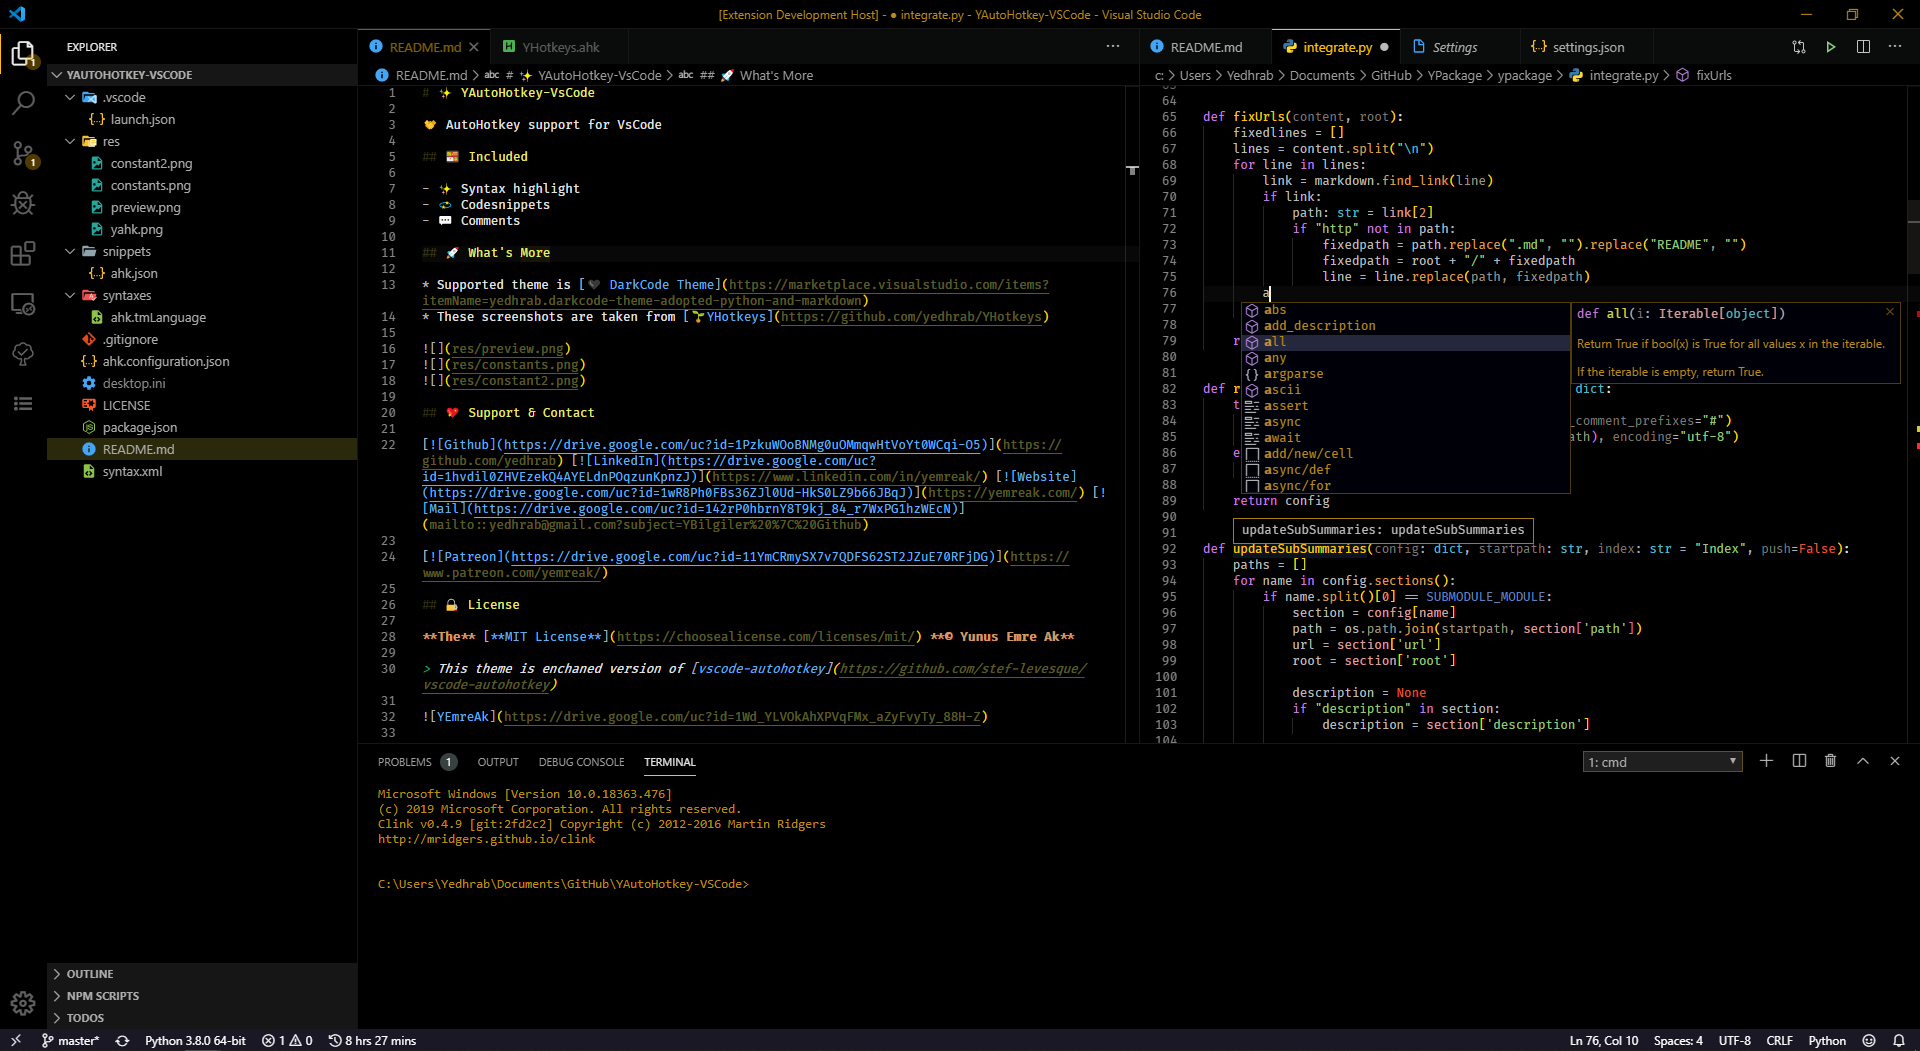 [Extension Development Host] - ● integrate.py - YAutoHotkey-VSCode - Visual Studio Code
EXPLORER
YAUTOHOTKEY-VSCODE
.vscode
launch.json
res
constant2.png
constants.png
preview.png
yahk.png
snippets
ahk.json
syntaxes
ahk.tmLanguage
.gitignore
ahk.configuration.json
desktop.ini
LICENSE
package.json
README.md
syntax.xml
OUTLINE
NPM SCRIPTS
TODOS
README.md
YHotkeys.ahk
README.md > abc # ✨ YAutoHotkey-VsCode > abc ## 🚀 What's More
1 # ✨ YAutoHotkey-VsCode
2
3 AutoHotkey support for VsCode
4
5 ## Included
6
7 - ✨ Syntax highlight
8 - Codesnippets
9 - 💬 Comments
10
11 ## 🚀 What's More
12
13 * Supported theme is [🖤 DarkCode Theme](https://marketplace.visualstudio.com/items?
itemName=yedhrab.darkcode-theme-adopted-python-and-markdown)
14 * These screenshots are taken from [🌱YHotkeys](https://github.com/yedhrab/YHotkeys)
15
16 ![](res/preview.png)
17 ![](res/constants.png)
18 ![](res/constant2.png)
19
20 ## 💖 Support & Contact
21
22 [![Github](https://drive.google.com/uc?id=1PzkuWOoBNMg0uOMmqwHtVoYt0WCqi-O5)](https://
github.com/yedhrab) [![LinkedIn](https://drive.google.com/uc?
id=1hvdil0ZHVEzekQ4AYELdnPOqzunKpnzJ)](https://www.linkedin.com/in/yemreak/) [![Website]
(https://drive.google.com/uc?id=1wR8Ph0FBs36ZJl0Ud-HkS0LZ9b66JBqJ)](https://yemreak.com/) [!
[Mail](https://drive.google.com/uc?id=142rP0hbrnY8T9kj_84_r7WxPG1hzWEcN)]
(mailto::yedhrab@gmail.com?subject=YBilgiler%20%7C%20Github)
23
24 [![Patreon](https://drive.google.com/uc?id=11YmCRmySX7v7QDFS62ST2JZuE70RFjDG)](https://
www.patreon.com/yemreak/)
25
26 ## 🔏 License
27
28 **The** [**MIT License**](https://choosealicense.com/licenses/mit/) **© Yunus Emre Ak**
29
30 > This theme is enchaned version of [vscode-autohotkey](https://github.com/stef-levesque/
vscode-autohotkey)
31
32 ![YEmreAk](https://drive.google.com/uc?id=1Wd_YLVOkAhXPVqFMx_aZyFvyTy_88H-Z)
33
README.md
integrate.py ●
Settings
settings.json
c: > Users > Yedhrab > Documents > GitHub > YPackage > ypackage > integrate.py > fixUrls
64
65 def fixUrls(content, root):
66 fixedlines = []
67 lines = content.split("\n")
68 for line in lines:
69 link = markdown.find_link(line)
70 if link:
71 path: str = link[2]
72 if "http" not in path:
73 fixedpath = path.replace(".md", "").replace("README", "")
74 fixedpath = root + "/" + fixedpath
75 line = line.replace(path, fixedpath)
76 a
77
78
79 r
80
81
82 def r dict:
83 t
84 _comment_prefixes="#")
85 ath), encoding="utf-8")
86 e
87
88
89 return config
90
91
abs
add_description
all
any
argparse
ascii
assert
async
await
add/new/cell
async/def
async/for
def all(i: Iterable[object])
Return True if bool(x) is True for all values x in the iterable.
If the iterable is empty, return True.
updateSubSummaries: updateSubSummaries
92 def updateSubSummaries(config: dict, startpath: str, index: str = "Index", push=False):
93 paths = []
94 for name in config.sections():
95 if name.split()[0] == SUBMODULE_MODULE:
96 section = config[name]
97 path = os.path.join(startpath, section['path'])
98 url = section['url']
99 root = section['root']
100
101 description = None
102 if "description" in section:
103 description = section['description']
104
PROBLEMS 1
OUTPUT
DEBUG CONSOLE
TERMINAL
1: cmd
Microsoft Windows [Version 10.0.18363.476]
(c) 2019 Microsoft Corporation. All rights reserved.
Clink v0.4.9 [git:2fd2c2] Copyright (c) 2012-2016 Martin Ridgers
http://mridgers.github.io/clink
C:\Users\Yedhrab\Documents\GitHub\YAutoHotkey-VSCode>
master*
Python 3.8.0 64-bit
1 0
8 hrs 27 mins
Ln 76, Col 10
Spaces: 4
UTF-8
CRLF
Python